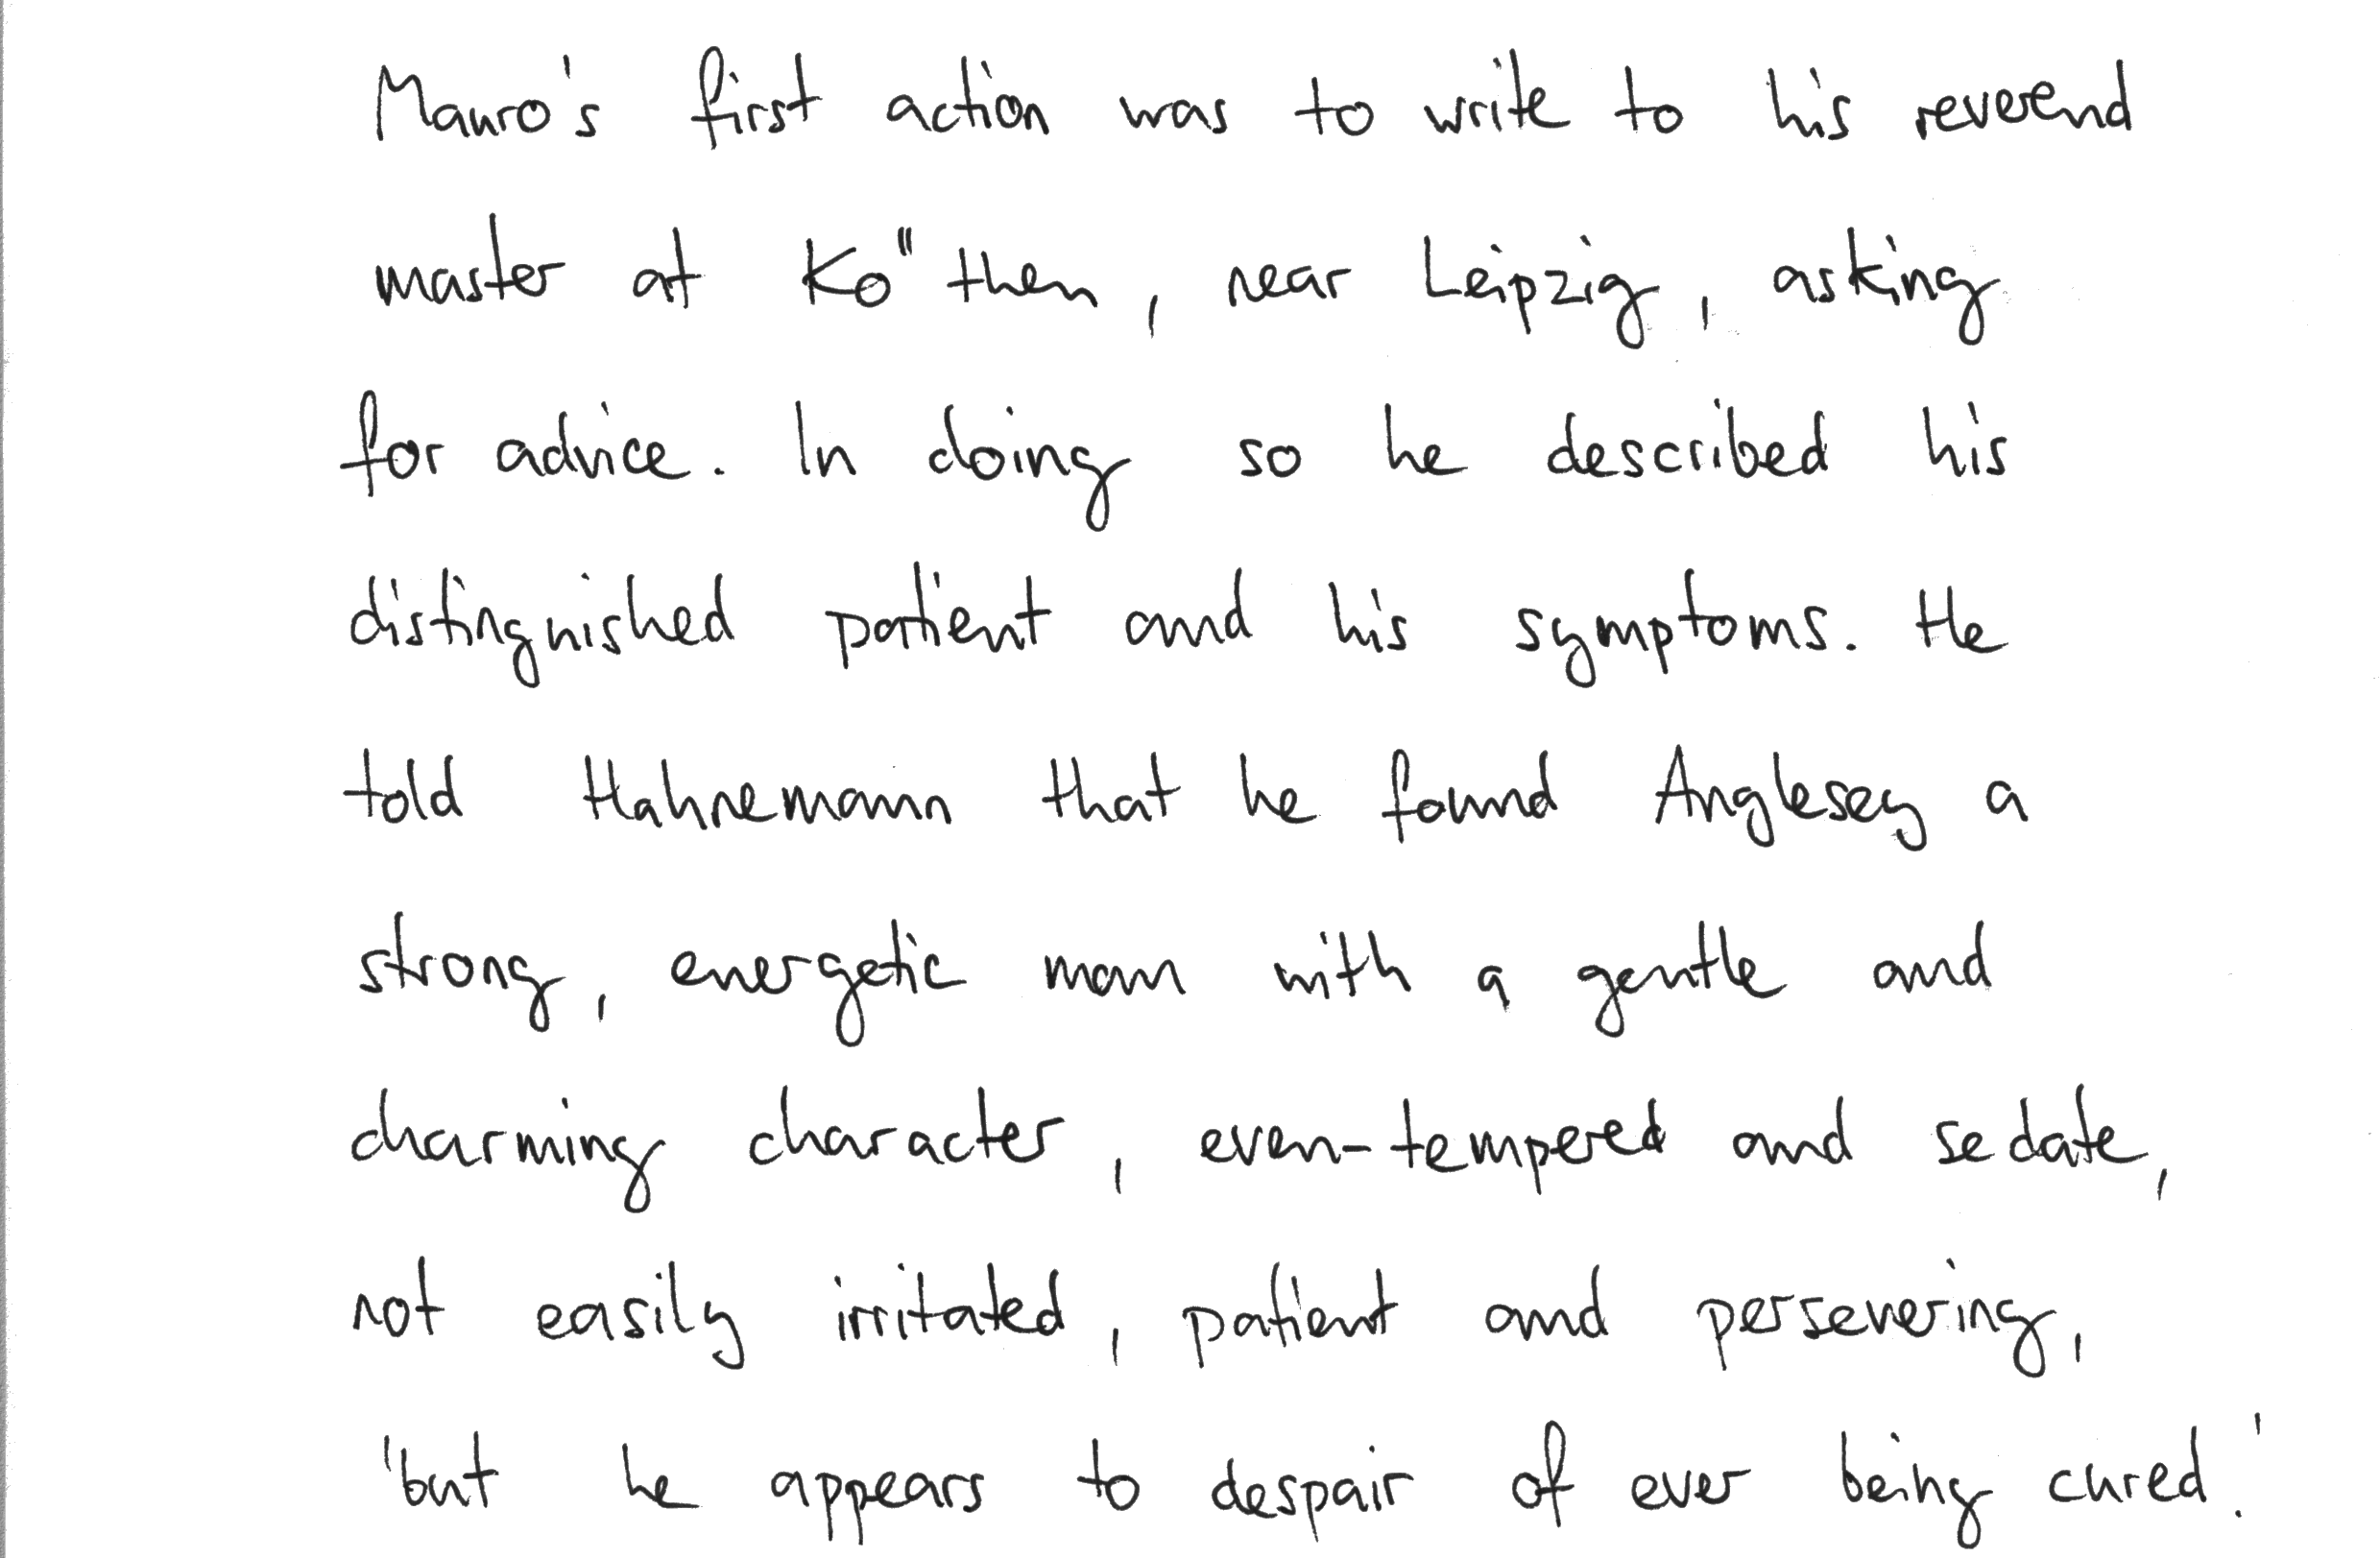 Mauro's first action was to write to his reverend
master at Ko"then, near Leipzig, asking
for advice. In doing so he described his
distinguished patient and his symptoms. He
told Hahnemann that he found Anglesey a
strong, energetic man with a gentle and
charming character, even-tempered and sedate,
not easily irritated, patient and persevering,
'but he appears to despair of ever being cured.'